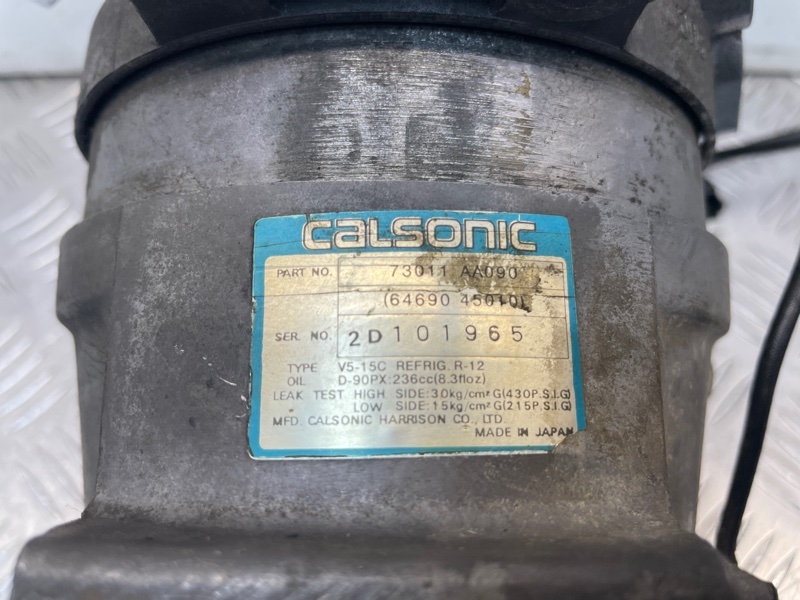 CALSONIC
PART NO. 73011 AA090
(64690 45010)
SER. NO. 2D101965
TYPE V5-15C REFRIG. R-12
OIL D-90PX:236cc(8.3floz)
LEAK TEST HIGH SIDE:30kg/cm²G(430P.S.I.G)
LOW SIDE:15kg/cm²G(215P.S.I.G)
MFD. CALSONIC HARRISON CO., LTD.
MADE IN JAPAN